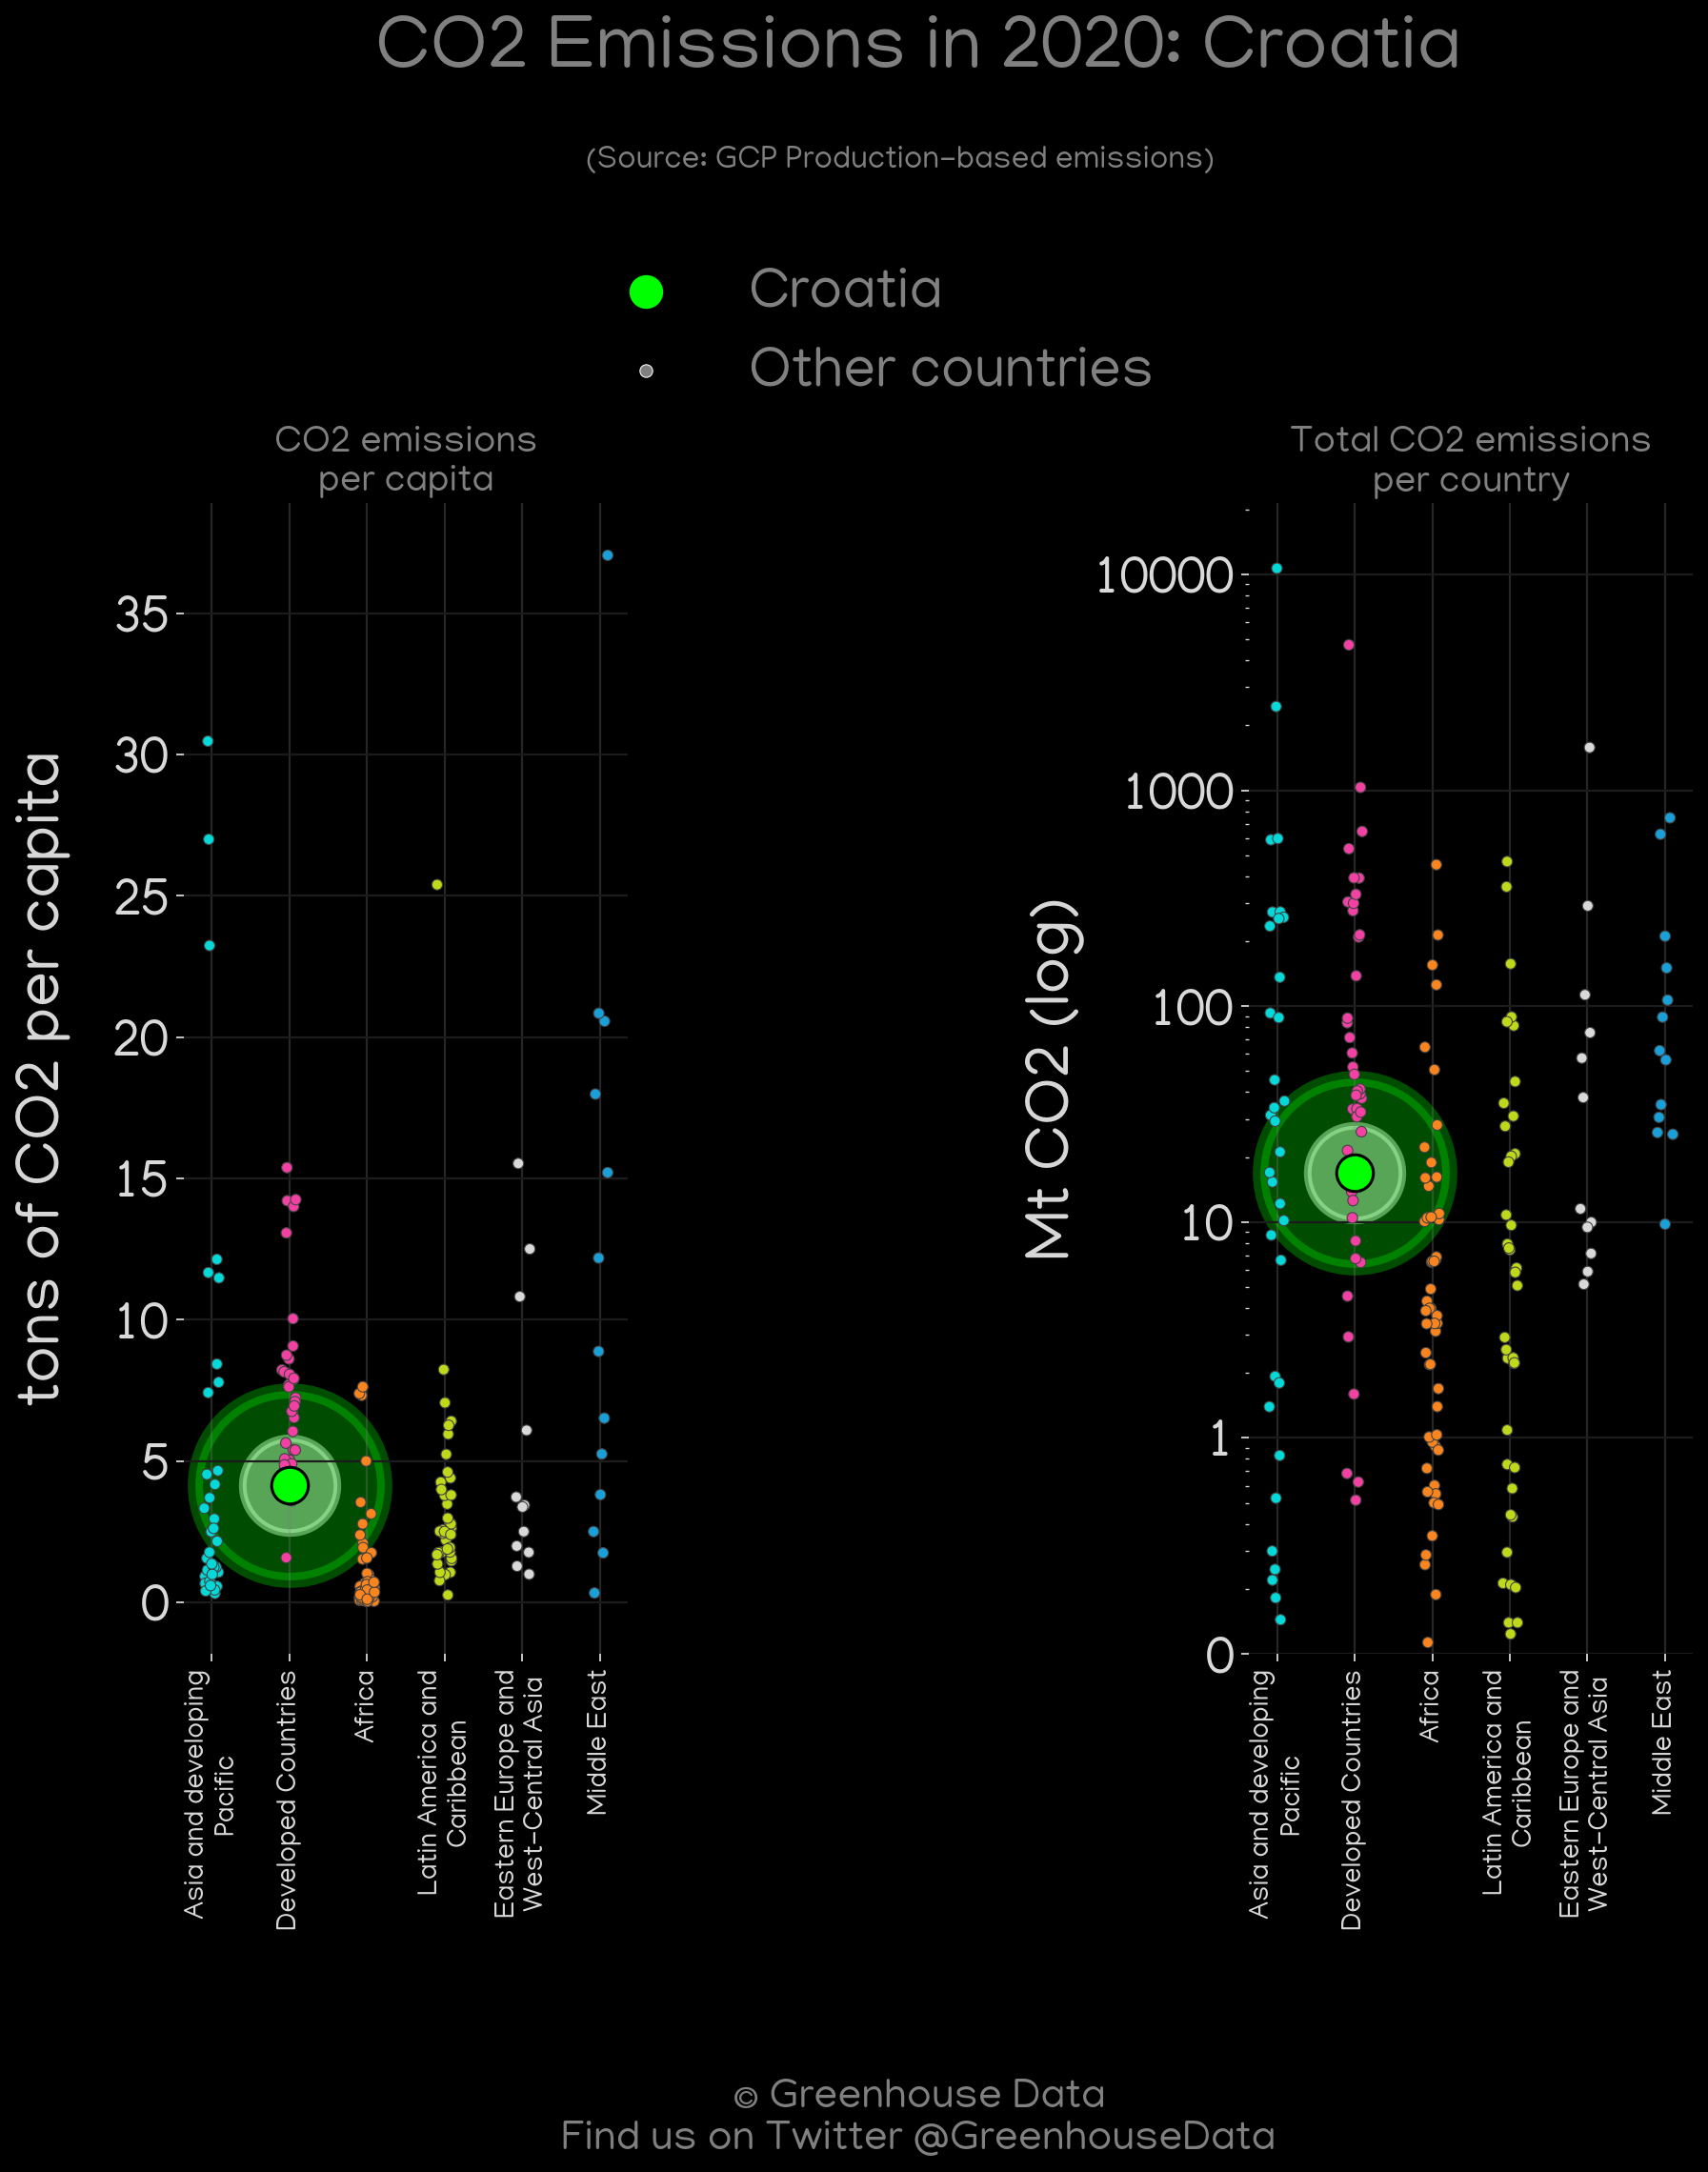 CO2 Emissions in 2020: Croatia
(Source: GCP Production-based emissions)
Croatia
Other countries
CO2 emissions
per capita
tons of CO2 per capita
35
30
25
20
15
10
5
0
Asia and developing
Pacific
Developed Countries
Africa
Latin America and
Caribbean
Eastern Europe and
West-Central Asia
Middle East
Total CO2 emissions
per country
Mt CO2 (log)
10000
1000
100
10
1
0
Asia and developing
Pacific
Developed Countries
Africa
Latin America and
Caribbean
Eastern Europe and
West-Central Asia
Middle East
© Greenhouse Data
Find us on Twitter @GreenhouseData